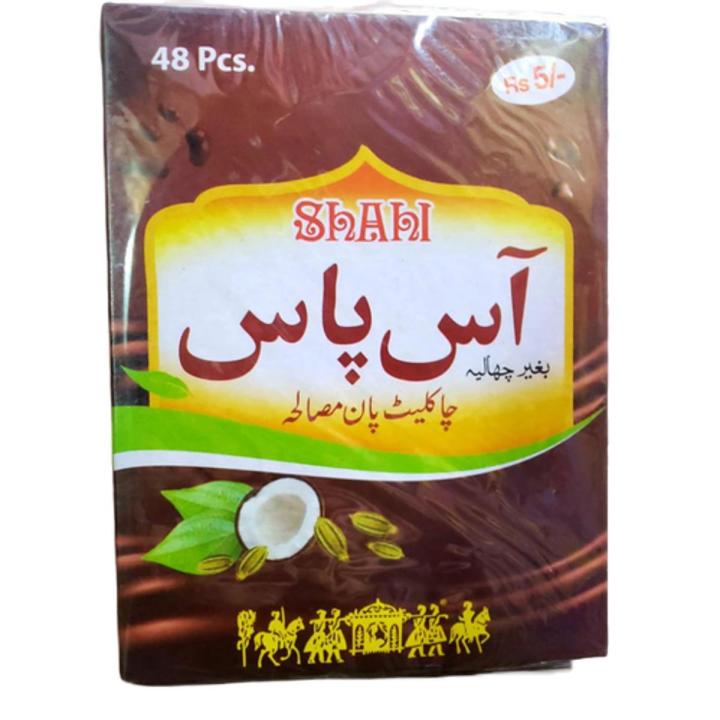 48 Pcs.
Rs 5/-
ShAhI
آس پاس
بغیر چھالیہ
چاکلیٹ پان مصالحہ